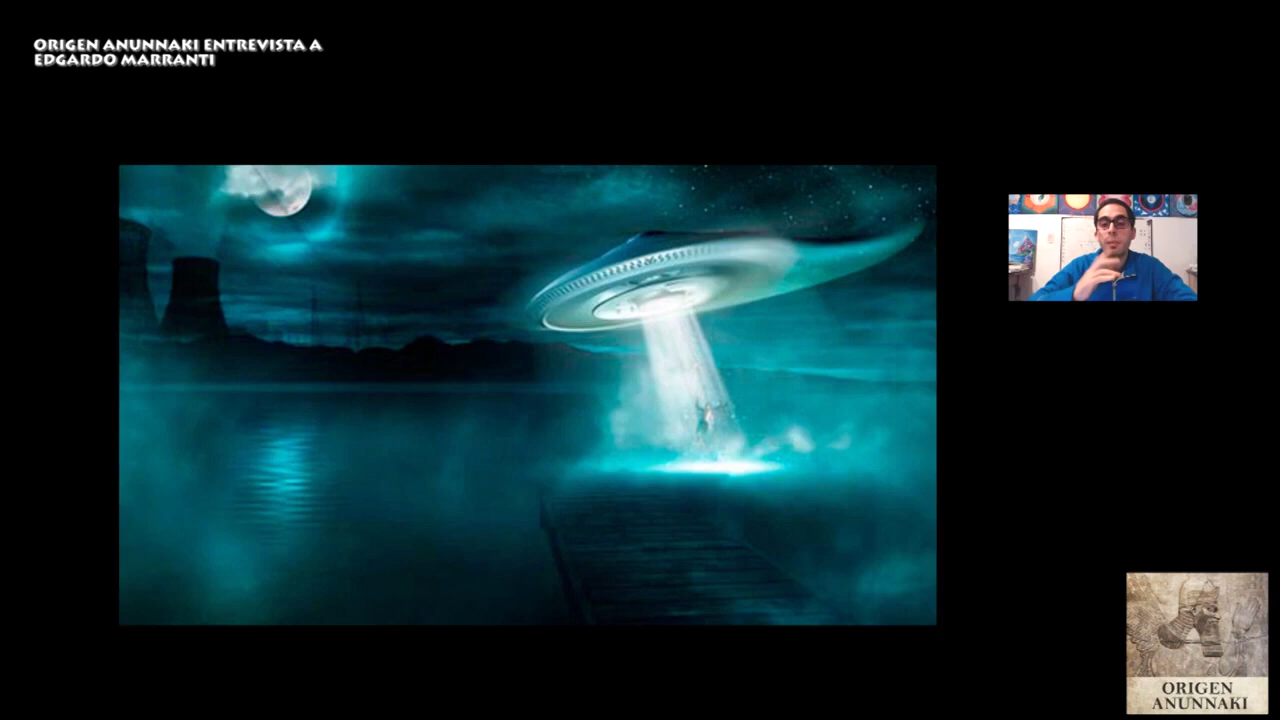 ORIGEN ANUNNAKI ENTREVISTA A
EDGARDO MARRANTI
ORIGEN
ANUNNAKI